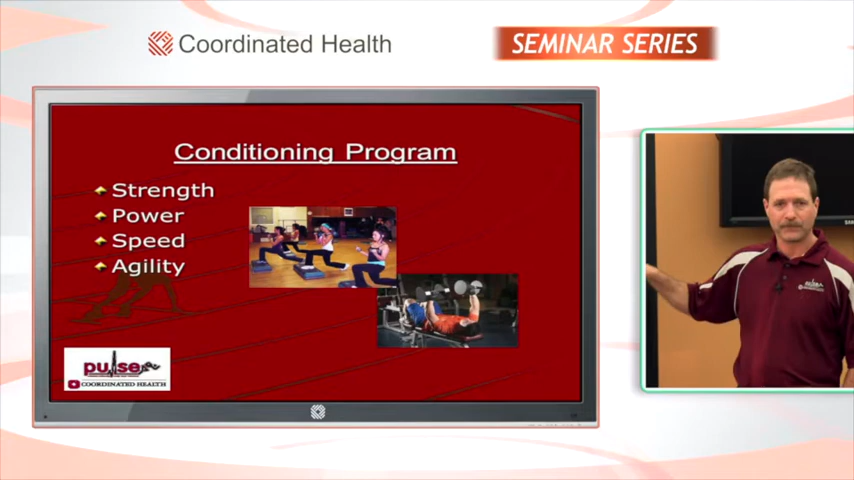 Coordinated Health
SEMINAR SERIES
Conditioning Program
Strength
Power
Speed
Agility
pulse
COORDINATED HEALTH